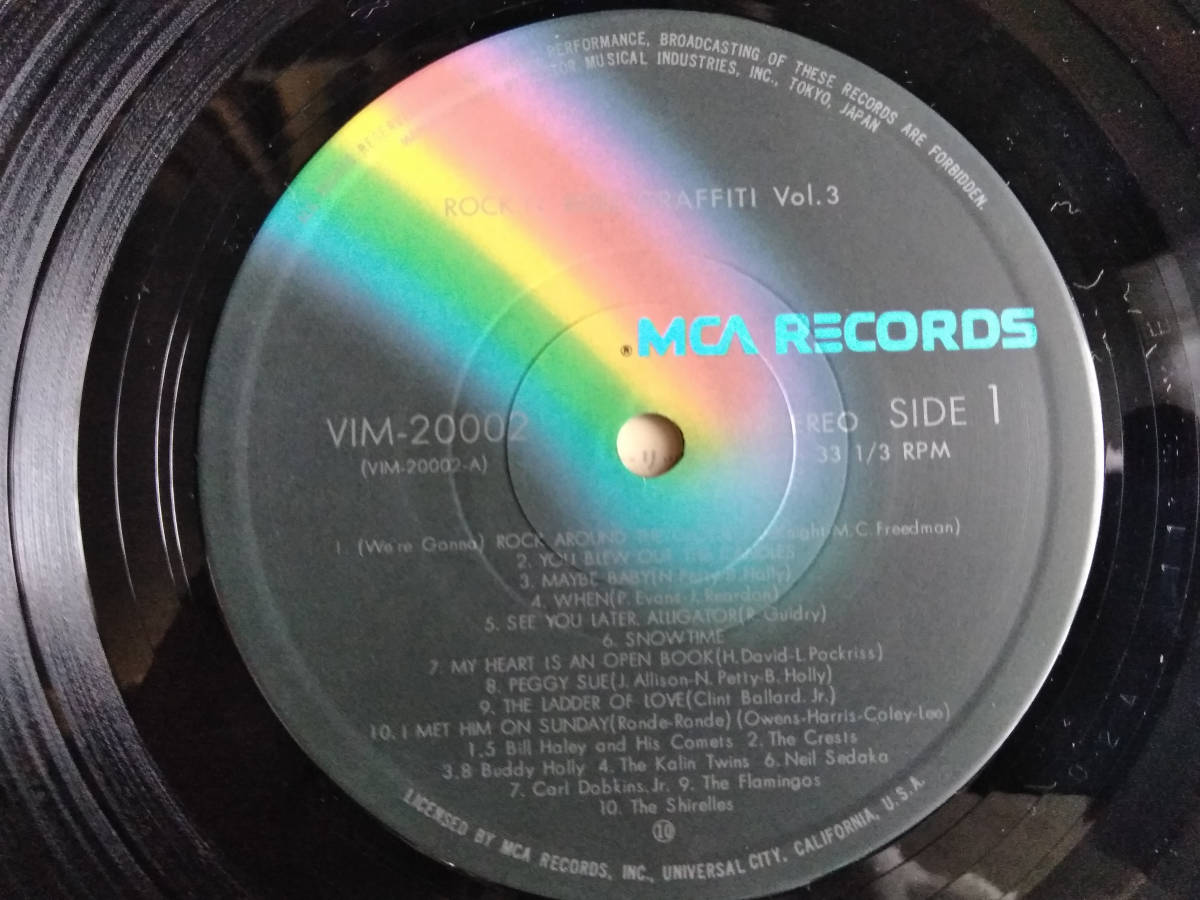 PERFORMANCE, BROADCASTING OF THESE RECORDS ARE FORBIDDEN.
MUSICAL INDUSTRIES, INC., TOKYO, JAPAN
ROCK GRAFFITI Vol.3
® MCA RECORDS
VIM-20002 STEREO SIDE 1
(VIM-20002-A) 33 1/3 RPM
1. (We're Gonna) ROCK AROUND THE M.C. Freedman)
2. YOU BLEW OUT THE CANDLES
3. MAYBE BABY(N. Petty-B. Holly)
4. WHEN(P. Evans-J. Reardon)
5. SEE YOU LATER, ALLIGATOR(R. Guidry)
6. SNOWTIME
7. MY HEART IS AN OPEN BOOK(H. David-L. Pockriss)
8. PEGGY SUE(J. Allison-N. Petty-B. Holly)
9. THE LADDER OF LOVE(Clint Ballard. Jr.)
10. I MET HIM ON SUNDAY(Ronde-Ronde) (Owens-Harris-Coley-Lee)
1.5 Bill Haley and His Comets 2. The Crests
3.8 Buddy Holly 4. The Kalin Twins 6. Neil Sedaka
7. Carl Dobkins, Jr. 9. The Flamingos
10. The Shirelles
⑩
LICENSED BY MCA RECORDS, INC., UNIVERSAL CITY, CALIFORNIA, U.S.A.